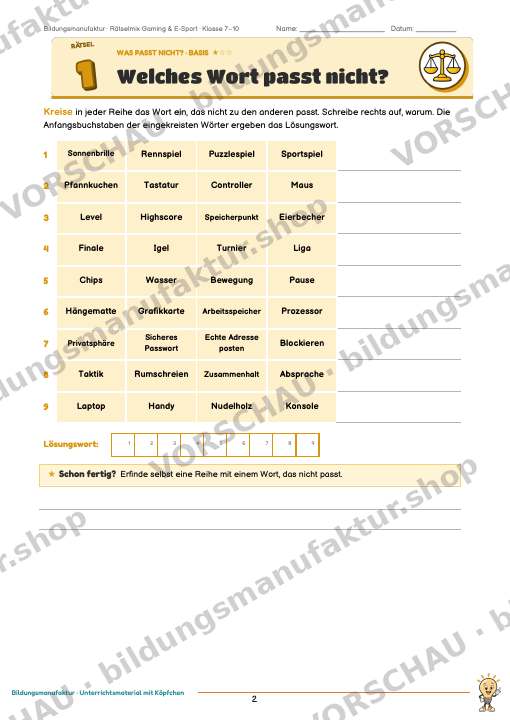 Bildungsmanufaktur · Rätselmix Gaming & E-Sport · Klasse 7–10 Name: Datum:
RÄTSEL
1
WAS PASST NICHT? · BASIS ★☆☆
Welches Wort passt nicht?
Kreise in jeder Reihe das Wort ein, das nicht zu den anderen passt. Schreibe rechts auf, warum. Die
Anfangsbuchstaben der eingekreisten Wörter ergeben das Lösungswort.
1 Sonnenbrille Rennspiel Puzzlespiel Sportspiel
2 Pfannkuchen Tastatur Controller Maus
3 Level Highscore Speicherpunkt Eierbecher
4 Finale Igel Turnier Liga
5 Chips Wasser Bewegung Pause
6 Hängematte Grafikkarte Arbeitsspeicher Prozessor
7 Privatsphäre Sicheres Passwort Echte Adresse posten Blockieren
8 Taktik Rumschreien Zusammenhalt Absprache
9 Laptop Handy Nudelholz Konsole
Lösungswort: 1 2 3 4 5 6 7 8 9
★ Schon fertig? Erfinde selbst eine Reihe mit einem Wort, das nicht passt.
Bildungsmanufaktur · Unterrichtsmaterial mit Köpfchen
2
VORSCHAU · bildungsmanufaktur.shop